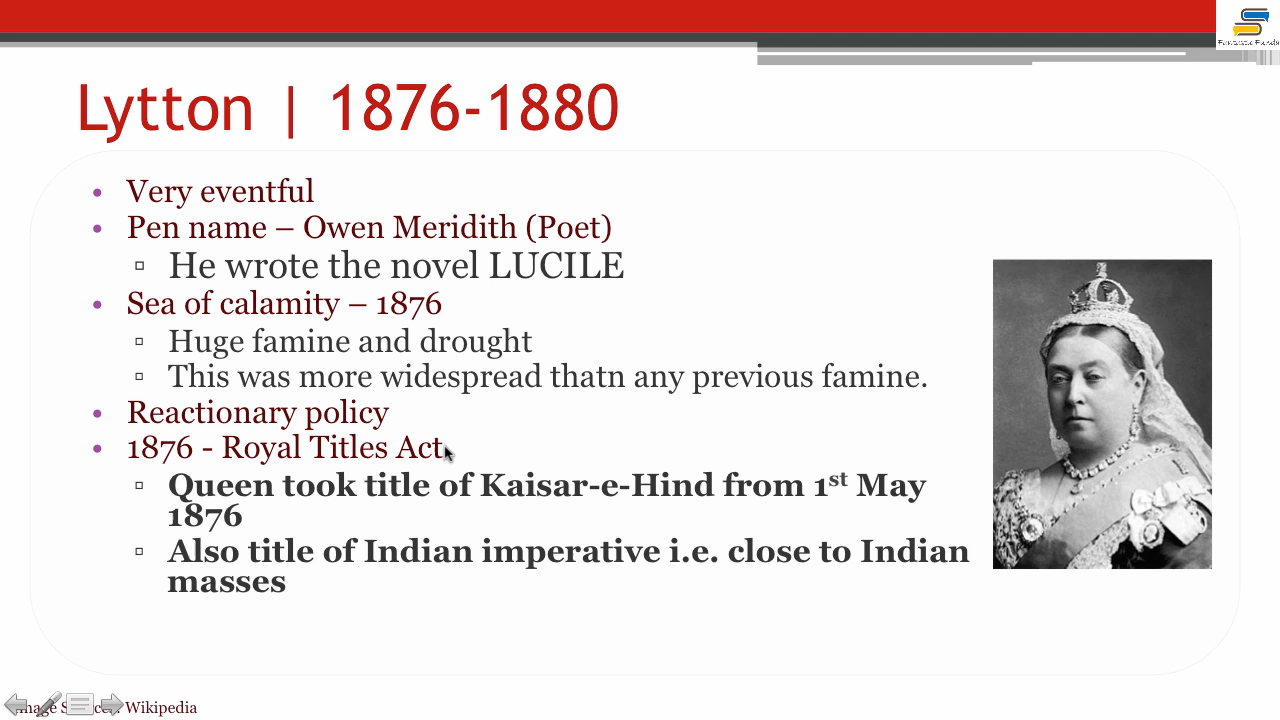 Lytton | 1876-1880
• Very eventful
• Pen name – Owen Meridith (Poet)
▫ He wrote the novel LUCILE
• Sea of calamity – 1876
▫ Huge famine and drought
▫ This was more widespread thatn any previous famine.
• Reactionary policy
• 1876 - Royal Titles Act
▫ Queen took title of Kaisar-e-Hind from 1st May
1876
▫ Also title of Indian imperative i.e. close to Indian
masses
Wikipedia